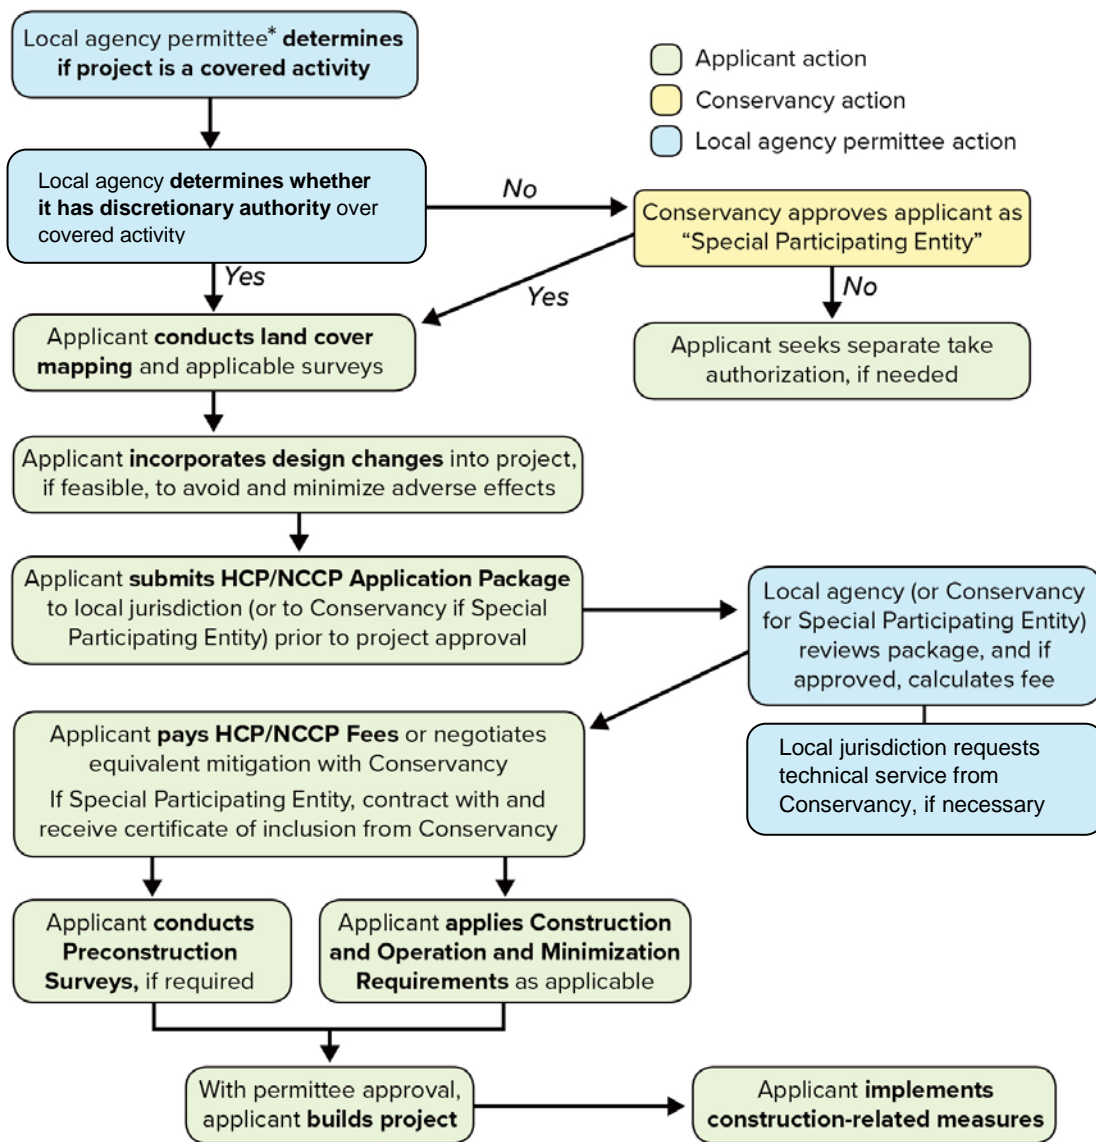 Local agency permittee* determines
if project is a covered activity
Applicant action
Conservancy action
Local agency permittee action
Local agency determines whether
it has discretionary authority over
covered activity
No
Conservancy approves applicant as
“Special Participating Entity”
Yes
Yes
No
Applicant conducts land cover
mapping and applicable surveys
Applicant seeks separate take
authorization, if needed
Applicant incorporates design changes into project,
if feasible, to avoid and minimize adverse effects
Applicant submits HCP/NCCP Application Package
to local jurisdiction (or to Conservancy if Special
Participating Entity) prior to project approval
Local agency (or Conservancy
for Special Participating Entity)
reviews package, and if
approved, calculates fee
Local jurisdiction requests
technical service from
Conservancy, if necessary
Applicant pays HCP/NCCP Fees or negotiates
equivalent mitigation with Conservancy
If Special Participating Entity, contract with and
receive certificate of inclusion from Conservancy
Applicant conducts
Preconstruction
Surveys, if required
Applicant applies Construction
and Operation and Minimization
Requirements as applicable
With permittee approval,
applicant builds project
Applicant implements
construction-related measures